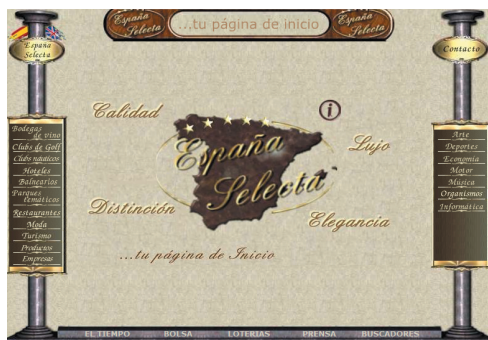 España
Selecta
...tu página de inicio
España
Selecta
España
Selecta
Contacto
Calidad
España
Selecta
Lujo
Distinción
Elegancia
...tu página de Inicio
Bodegas
de vino
Clubs de Golf
Clubs náuticos
Hoteles
Balnearios
Parques
temáticos
Restaurantes
Moda
Turismo
Productos
Empresas
Arte
Deportes
Economía
Motor
Música
Organismos
Informática
EL TIEMPO BOLSA LOTERIAS PRENSA BUSCADORES